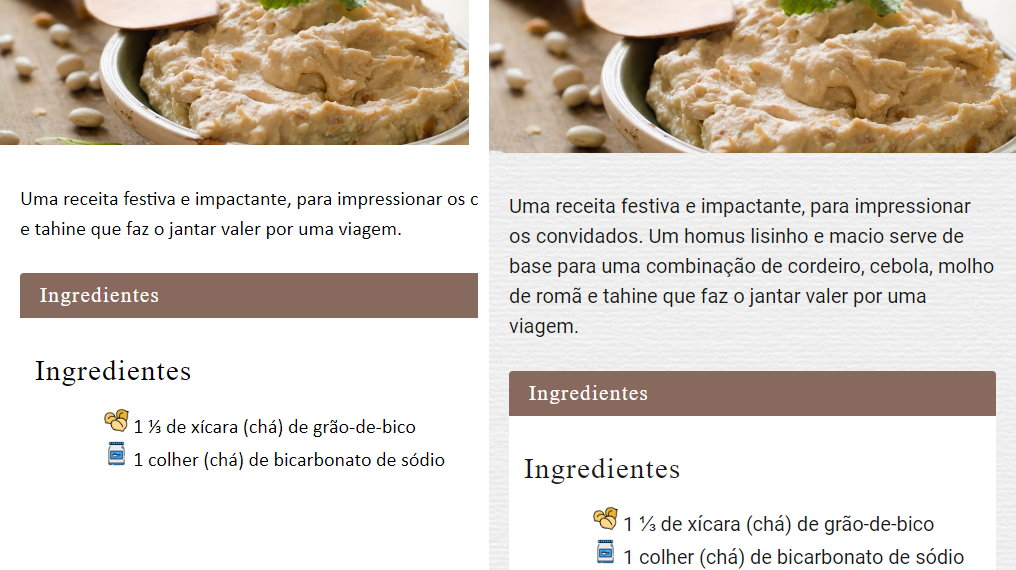 Uma receita festiva e impactante, para impressionar os c
e tahine que faz o jantar valer por uma viagem.
Ingredientes
Ingredientes
1 ⅓ de xícara (chá) de grão-de-bico
1 colher (chá) de bicarbonato de sódio
Uma receita festiva e impactante, para impressionar
os convidados. Um homus lisinho e macio serve de
base para uma combinação de cordeiro, cebola, molho
de romã e tahine que faz o jantar valer por uma
viagem.
Ingredientes
Ingredientes
1 ⅓ de xícara (chá) de grão-de-bico
1 colher (chá) de bicarbonato de sódio